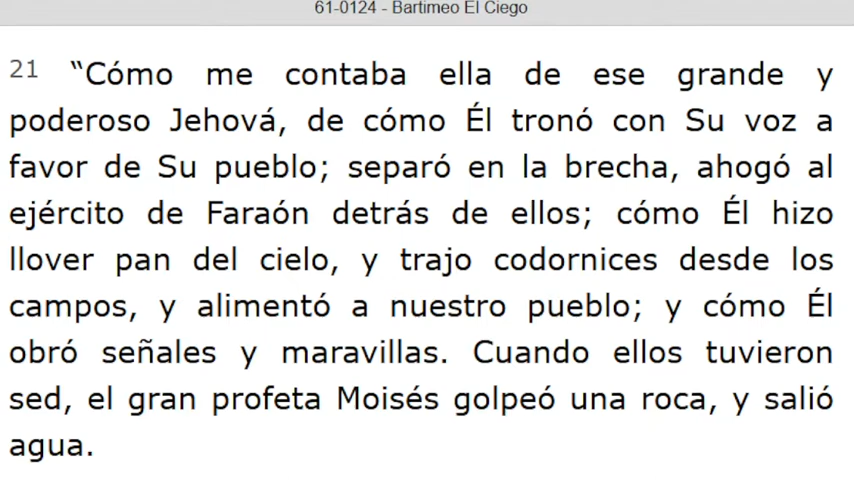 61-0124 - Bartimeo El Ciego
21 “Cómo me contaba ella de ese grande y
poderoso Jehová, de cómo Él tronó con Su voz a
favor de Su pueblo; separó en la brecha, ahogó al
ejército de Faraón detrás de ellos; cómo Él hizo
llover pan del cielo, y trajo codornices desde los
campos, y alimentó a nuestro pueblo; y cómo Él
obró señales y maravillas. Cuando ellos tuvieron
sed, el gran profeta Moisés golpeó una roca, y salió
agua.